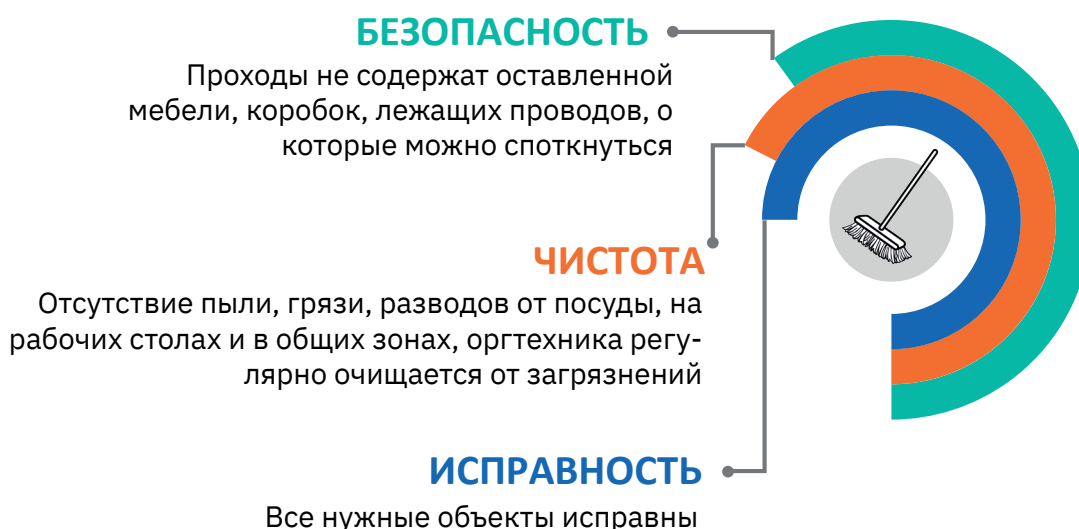 БЕЗОПАСНОСТЬ
Проходы не содержат оставленной
мебели, коробок, лежащих проводов, о
которые можно споткнуться
ЧИСТОТА
Отсутствие пыли, грязи, разводов от посуды, на
рабочих столах и в общих зонах, оргтехника регу-
лярно очищается от загрязнений
ИСПРАВНОСТЬ
Все нужные объекты исправны